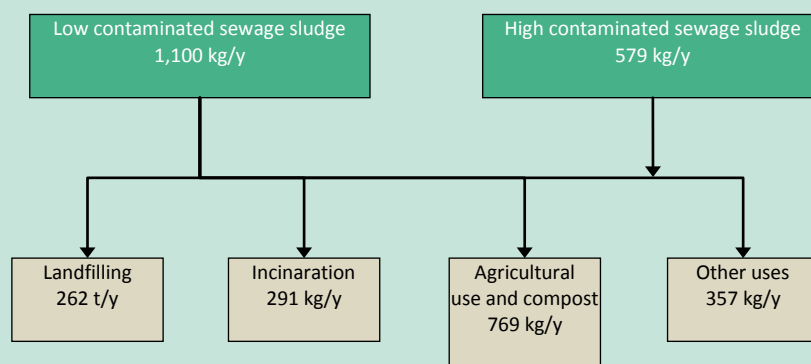 Low contaminated sewage sludge
1,100 kg/y
High contaminated sewage sludge
579 kg/y
Landfilling
262 t/y
Incinaration
291 kg/y
Agricultural
use and compost
769 kg/y
Other uses
357 kg/y